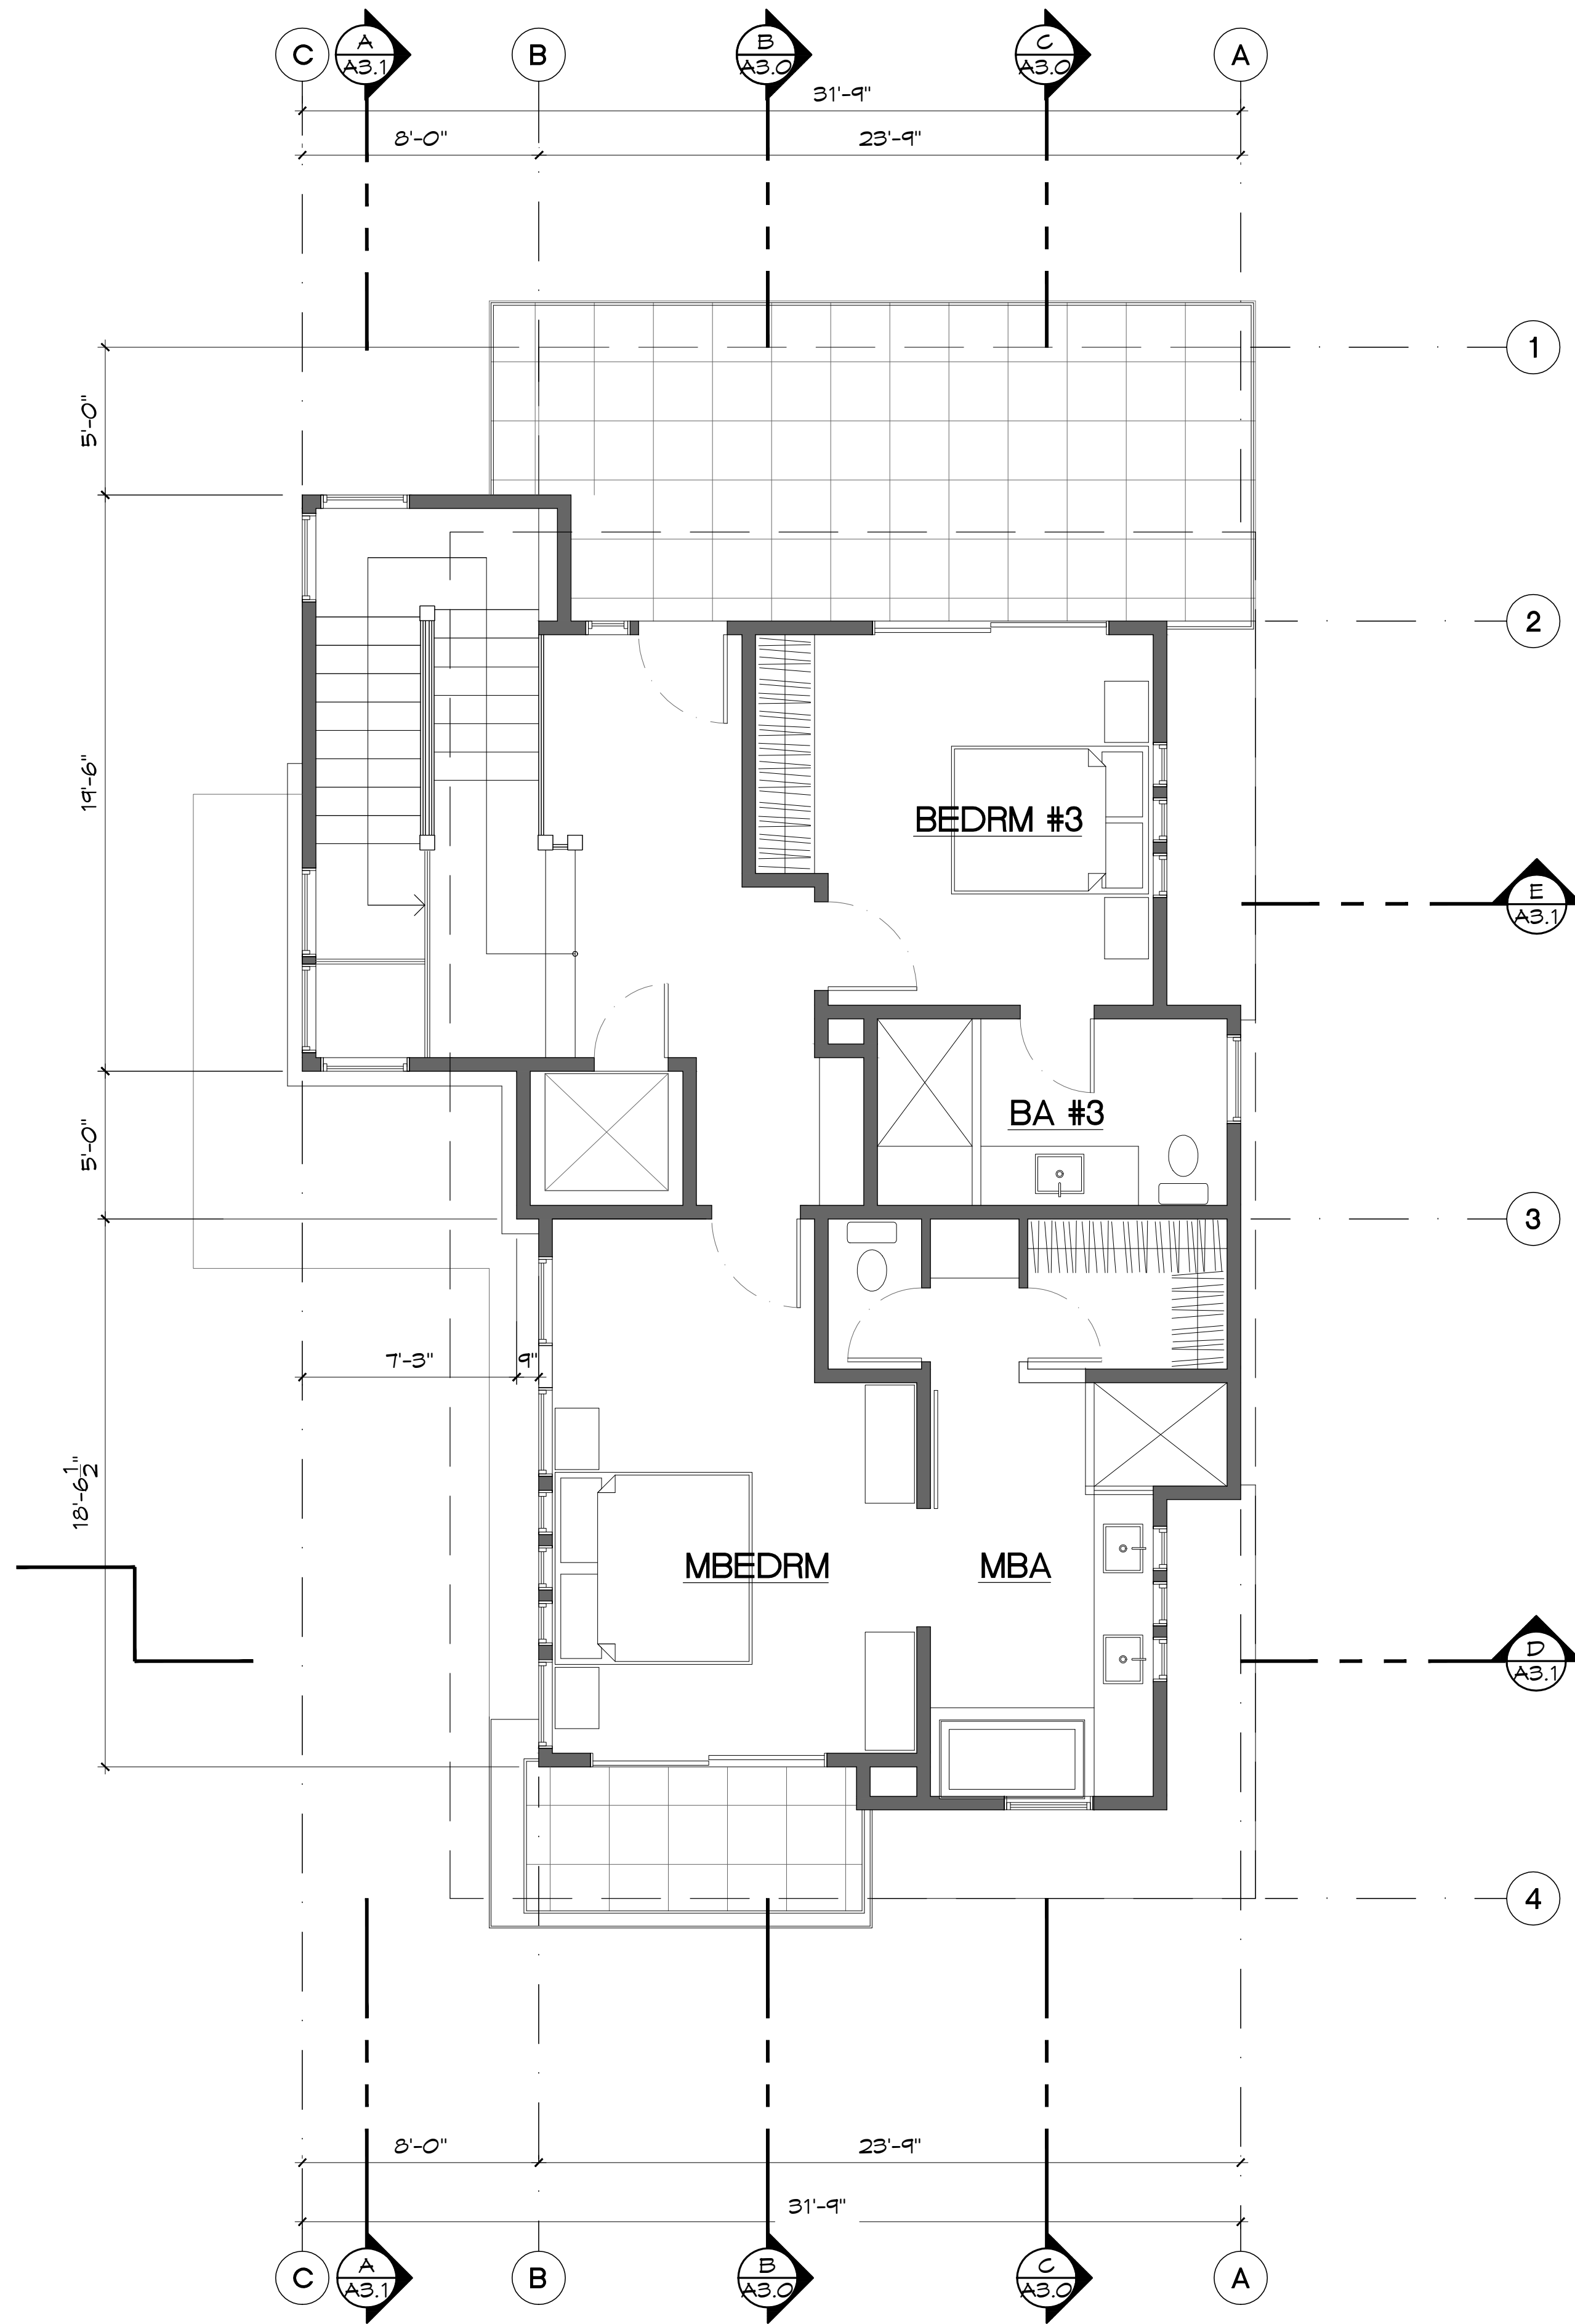 C
A
A3.1
B
B
A3.0
C
A3.0
A
31'-9"
8'-0"
23'-9"
1
5'-0"
2
19'-6"
BEDRM #3
E
A3.1
BA #3
5'-0"
3
7'-3"
9"
18'-6 1/2"
MBEDRM
MBA
D
A3.1
4
8'-0"
23'-9"
31'-9"
C
A
A3.1
B
B
A3.0
C
A3.0
A